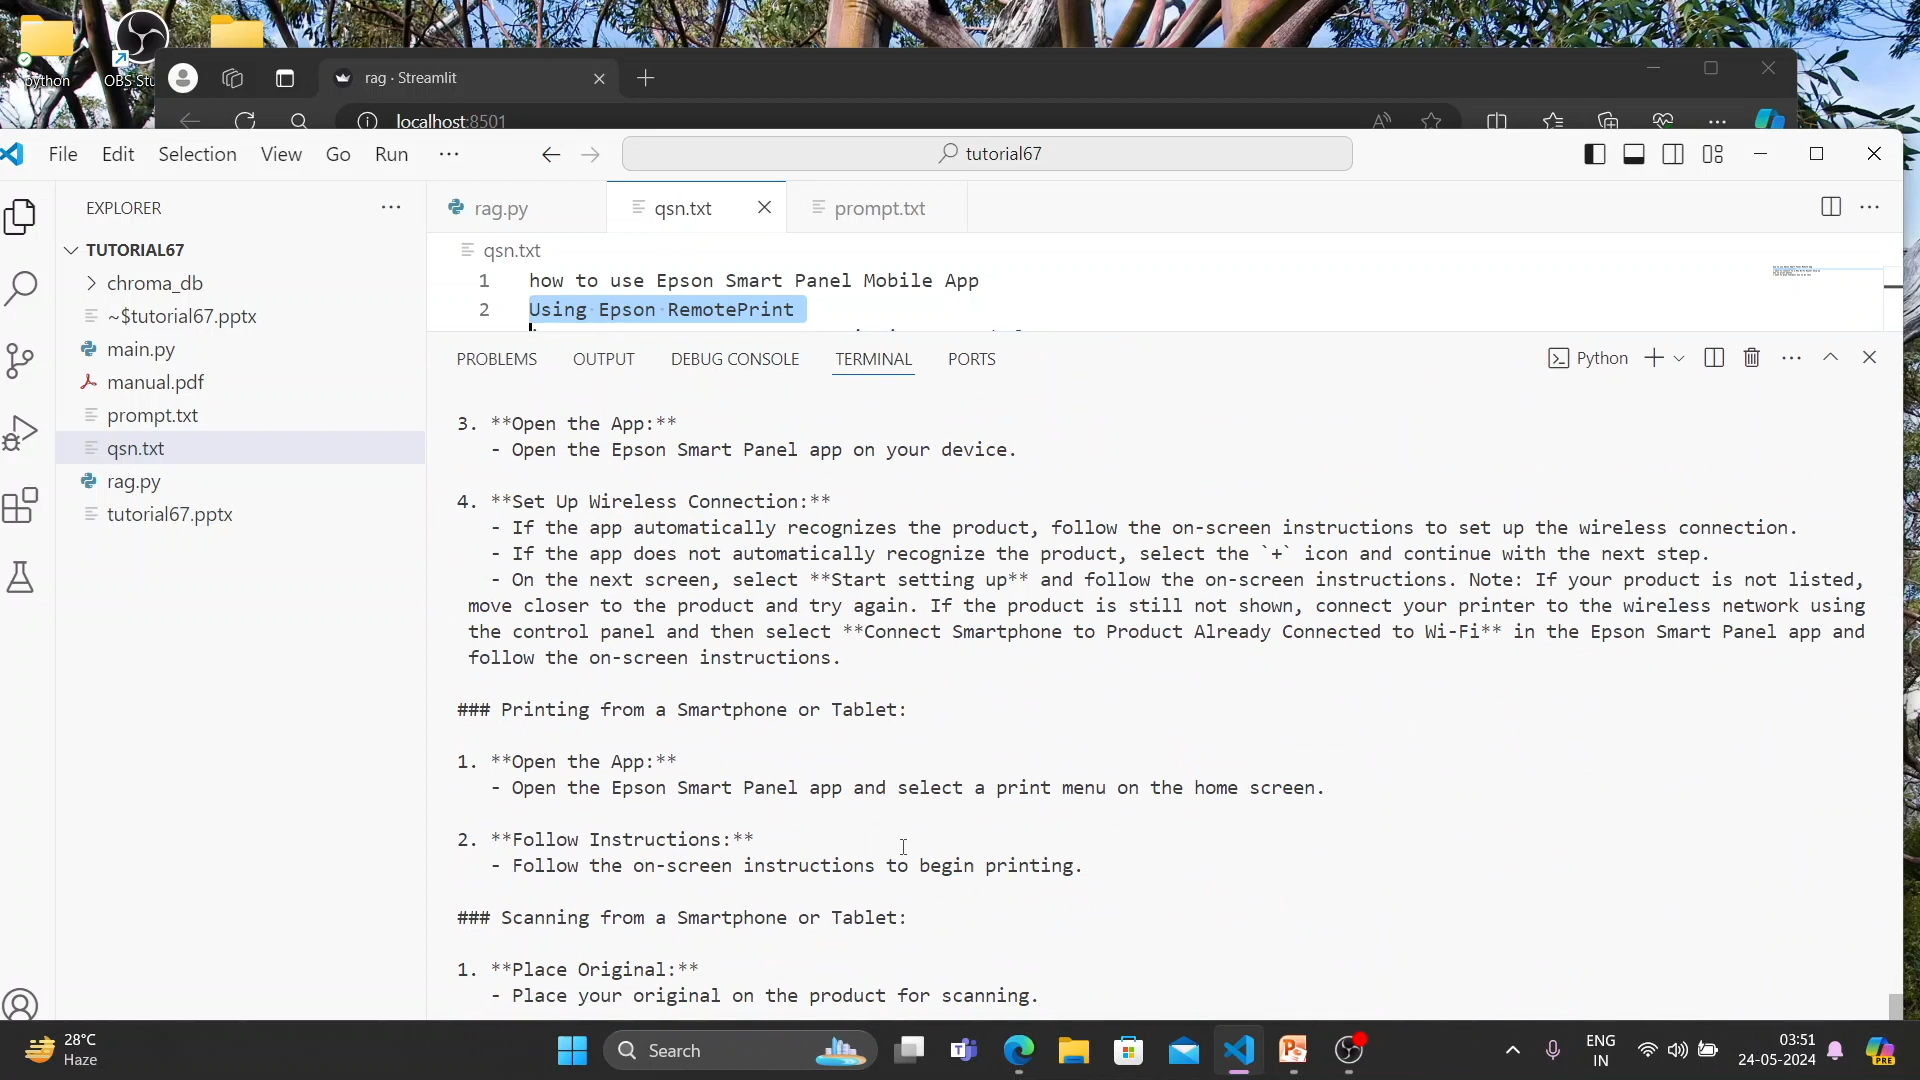 python
OBS Stu
rag · Streamlit
localhost:8501
File Edit Selection View Go Run ···
tutorial67
EXPLORER
TUTORIAL67
chroma_db
~$tutorial67.pptx
main.py
manual.pdf
prompt.txt
qsn.txt
rag.py
tutorial67.pptx
rag.py
qsn.txt
prompt.txt
qsn.txt
1 how to use Epson Smart Panel Mobile App
2 Using Epson RemotePrint
PROBLEMS OUTPUT DEBUG CONSOLE TERMINAL PORTS
Python
3. **Open the App:**
- Open the Epson Smart Panel app on your device.
4. **Set Up Wireless Connection:**
- If the app automatically recognizes the product, follow the on-screen instructions to set up the wireless connection.
- If the app does not automatically recognize the product, select the `+` icon and continue with the next step.
- On the next screen, select **Start setting up** and follow the on-screen instructions. Note: If your product is not listed,
move closer to the product and try again. If the product is still not shown, connect your printer to the wireless network using
the control panel and then select **Connect Smartphone to Product Already Connected to Wi-Fi** in the Epson Smart Panel app and
follow the on-screen instructions.
### Printing from a Smartphone or Tablet:
1. **Open the App:**
- Open the Epson Smart Panel app and select a print menu on the home screen.
2. **Follow Instructions:**
- Follow the on-screen instructions to begin printing.
### Scanning from a Smartphone or Tablet:
1. **Place Original:**
- Place your original on the product for scanning.
28°C
Haze
Search
ENG
IN
03:51
24-05-2024
PRE